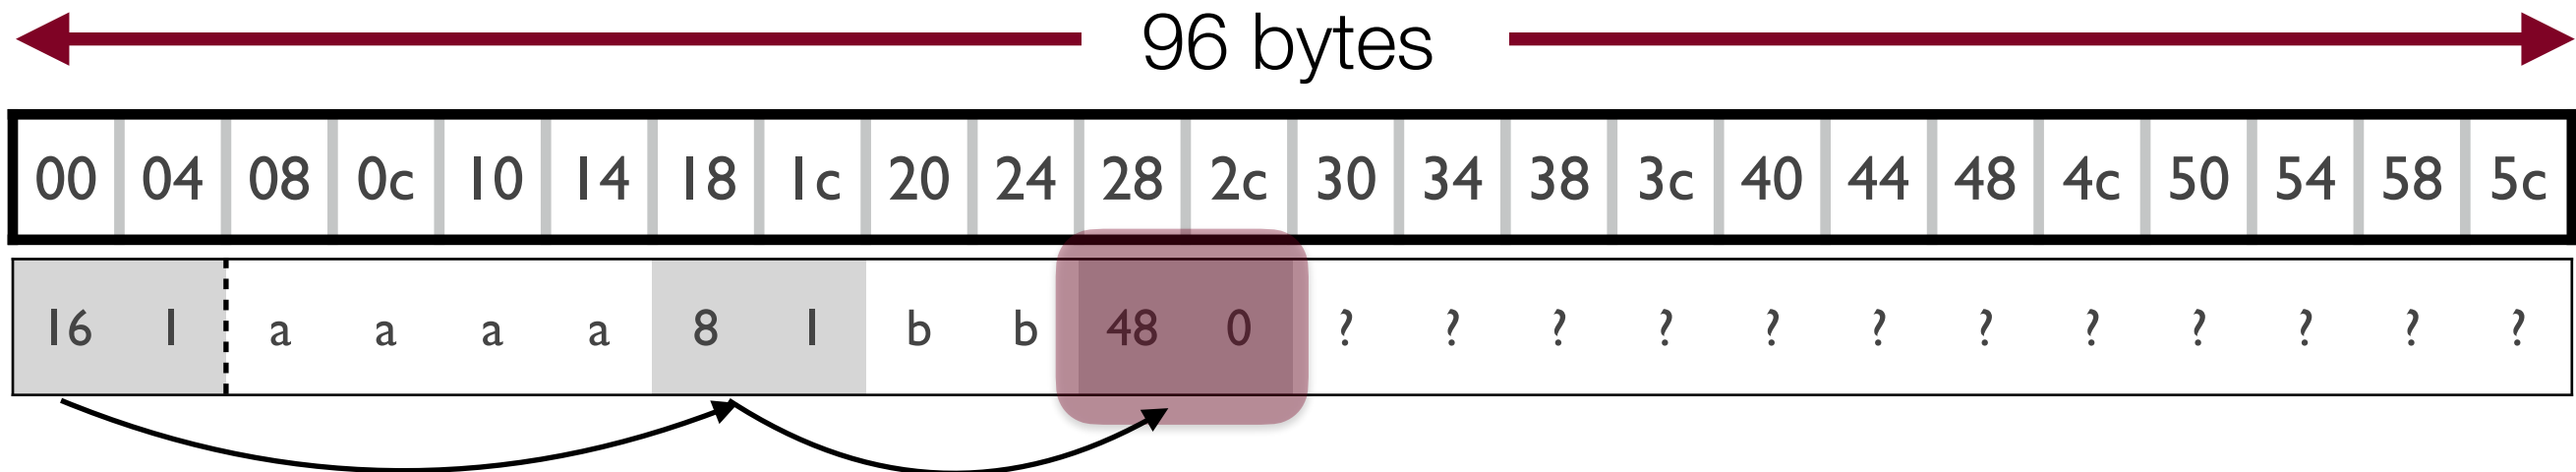 96 bytes
00 04 08 0c 10 14 18 1c 20 24 28 2c 30 34 38 3c 40 44 48 4c 50 54 58 5c
16 1 a a a a 8 1 b b 48 0 ? ? ? ? ? ? ? ? ? ? ? ?